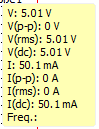 V: 5.01 V
V(p-p): 0 V
V(rms): 5.01 V
V(dc): 5.01 V
I: 50.1 mA
I(p-p): 0 A
I(rms): 0 A
I(dc): 50.1 mA
Freq.: